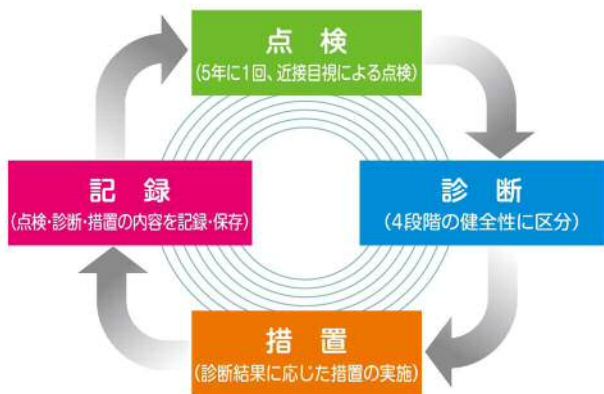 点 検
(5年に1回、近接目視による点検)
診 断
(4段階の健全性に区分)
措 置
(診断結果に応じた措置の実施)
記 録
(点検・診断・措置の内容を記録・保存)